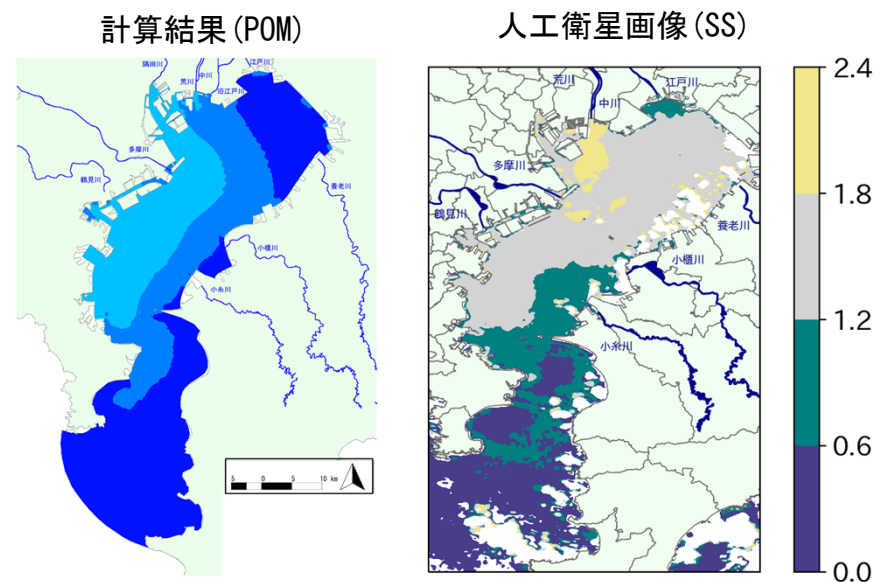 計算結果(POM)
人工衛星画像(SS)
隅田川
荒川
中川
旧江戸川
江戸川
多摩川
鶴見川
養老川
小櫃川
小糸川
5 0 5 10 km
荒川
中川
江戸川
多摩川
鶴見川
養老川
小櫃川
小糸川
2.4
1.8
1.2
0.6
0.0